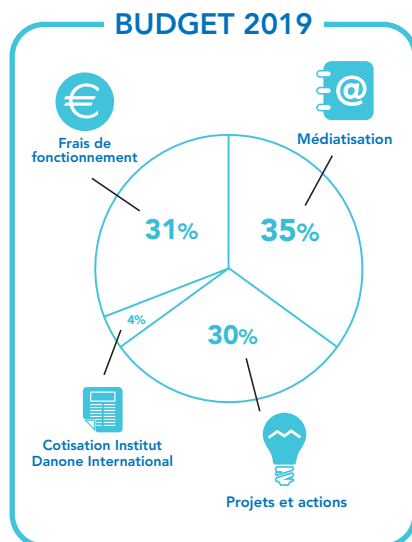 BUDGET 2019
€
Frais de
fonctionnement
@
Médiatisation
31%
35%
4%
30%
Cotisation Institut
Danone International
Projets et actions